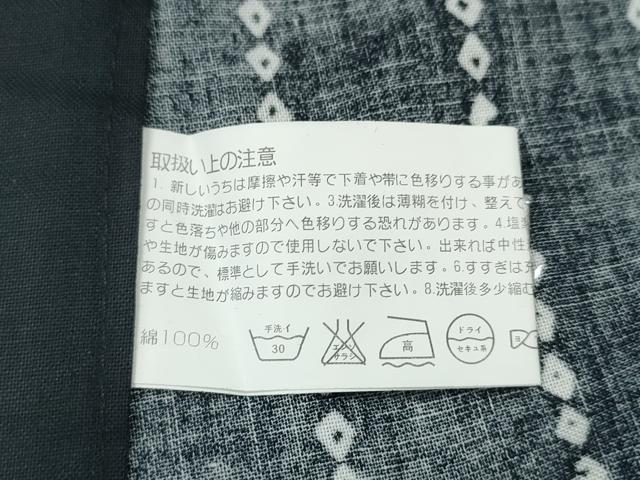 取扱い上の注意
1. 新しいうちは摩擦や汗等で下着や帯に色移りする事があ
の同時洗濯はお避け下さい。3.洗濯後は薄糊を付け、整えて
すと色落ちや他の部分へ色移りする恐れがあります。4.塩素
や生地が傷みますので使用しないで下さい。出来れば中性
あるので、標準として手洗いでお願いします。6.すすぎは充
ますと生地が縮みますのでお避け下さい。8.洗濯後多少縮む
綿100%
手洗イ
30
エンソ
サラシ
高
ドライ
セキユ系
ヨ